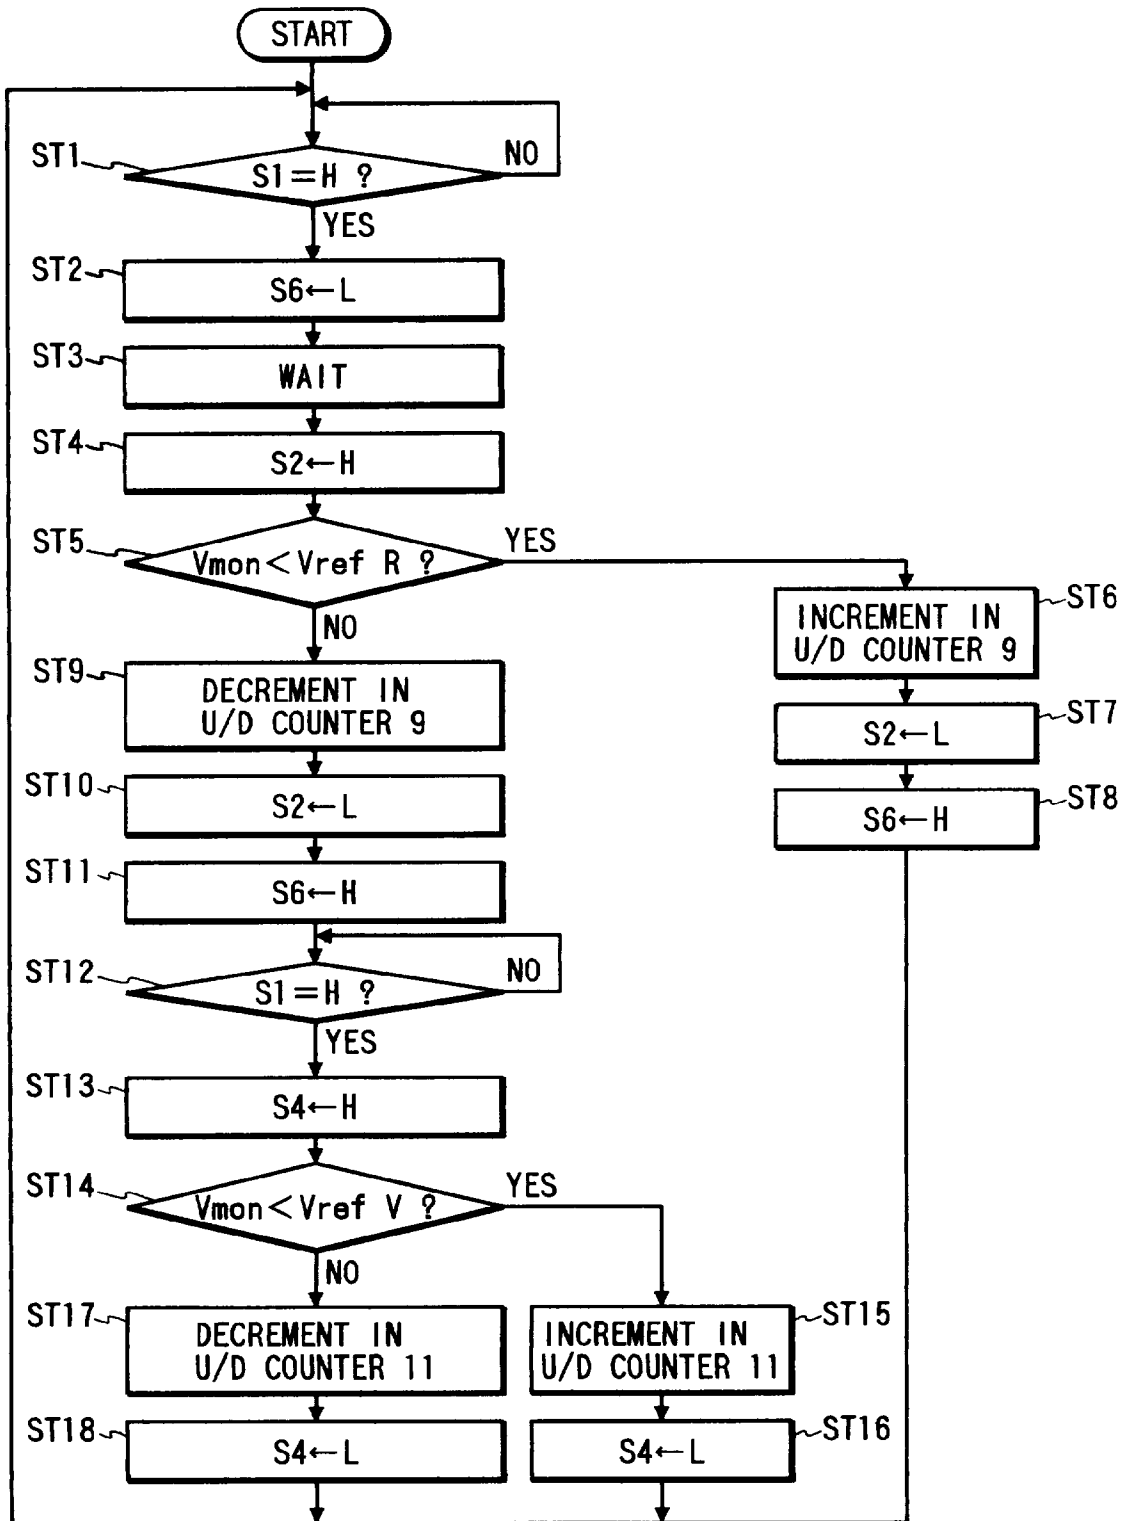 START
ST1
S1=H ?
NO
YES
ST2
S6←L
ST3
WAIT
ST4
S2←H
ST5
Vmon<Vref R ?
YES
NO
ST6
INCREMENT IN
U/D COUNTER 9
ST7
S2←L
ST8
S6←H
ST9
DECREMENT IN
U/D COUNTER 9
ST10
S2←L
ST11
S6←H
ST12
S1=H ?
NO
YES
ST13
S4←H
ST14
Vmon<Vref V ?
YES
NO
ST17
DECREMENT IN
U/D COUNTER 11
ST15
INCREMENT IN
U/D COUNTER 11
ST18
S4←L
ST16
S4←L